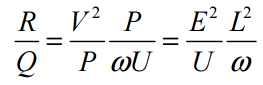 R/Q = V²/P P/ωU = E²/U L²/ω